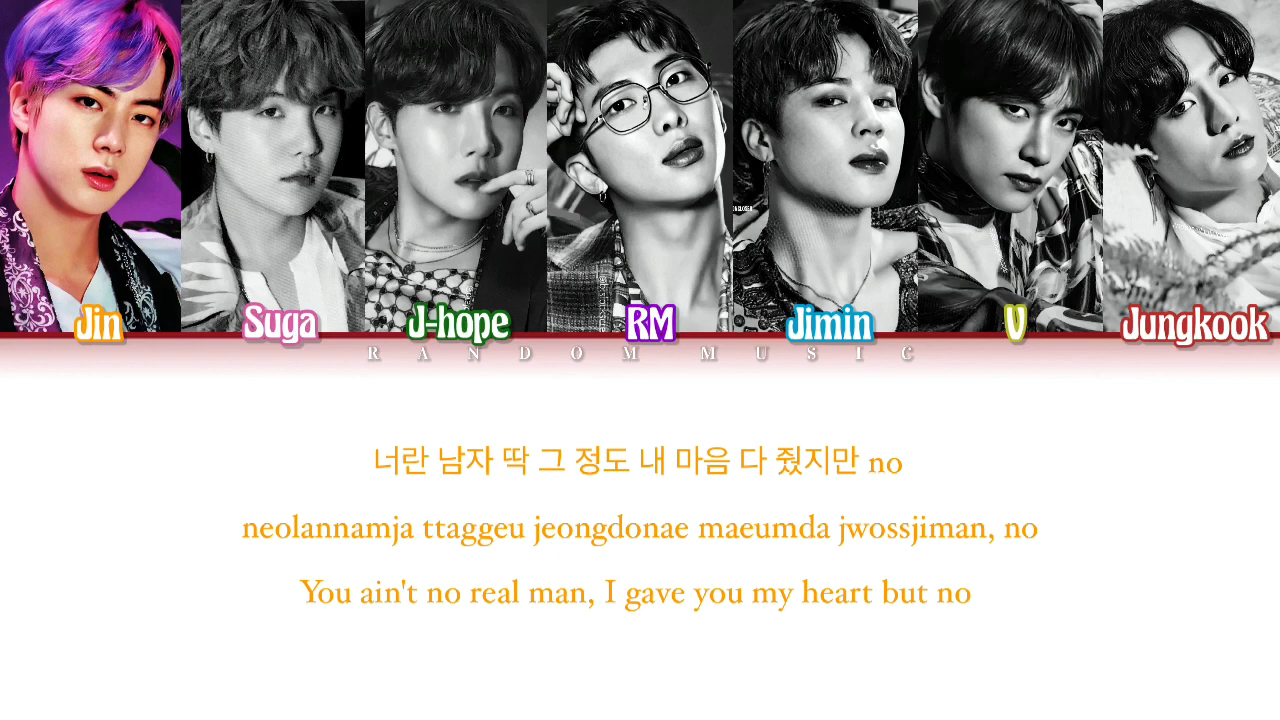 Jin Suga J-hope RM Jimin V Jungkook
RANDOM MUSIC
너란 남자 딱 그 정도 내 마음 다 줬지만 no
neolannamja ttaggeu jeongdonae maeumda jwossjiman, no
You ain't no real man, I gave you my heart but no